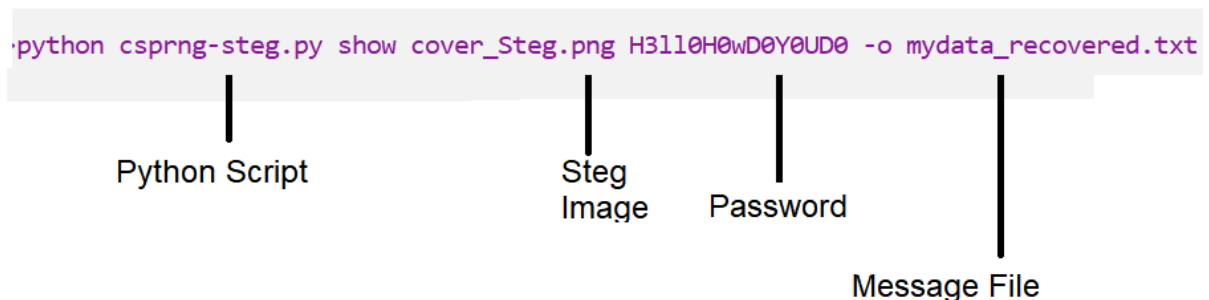 python csprng-steg.py show cover_Steg.png H3ll0H0wD0Y0UD0 -o mydata_recovered.txt
Python Script
Steg
Image
Password
Message File